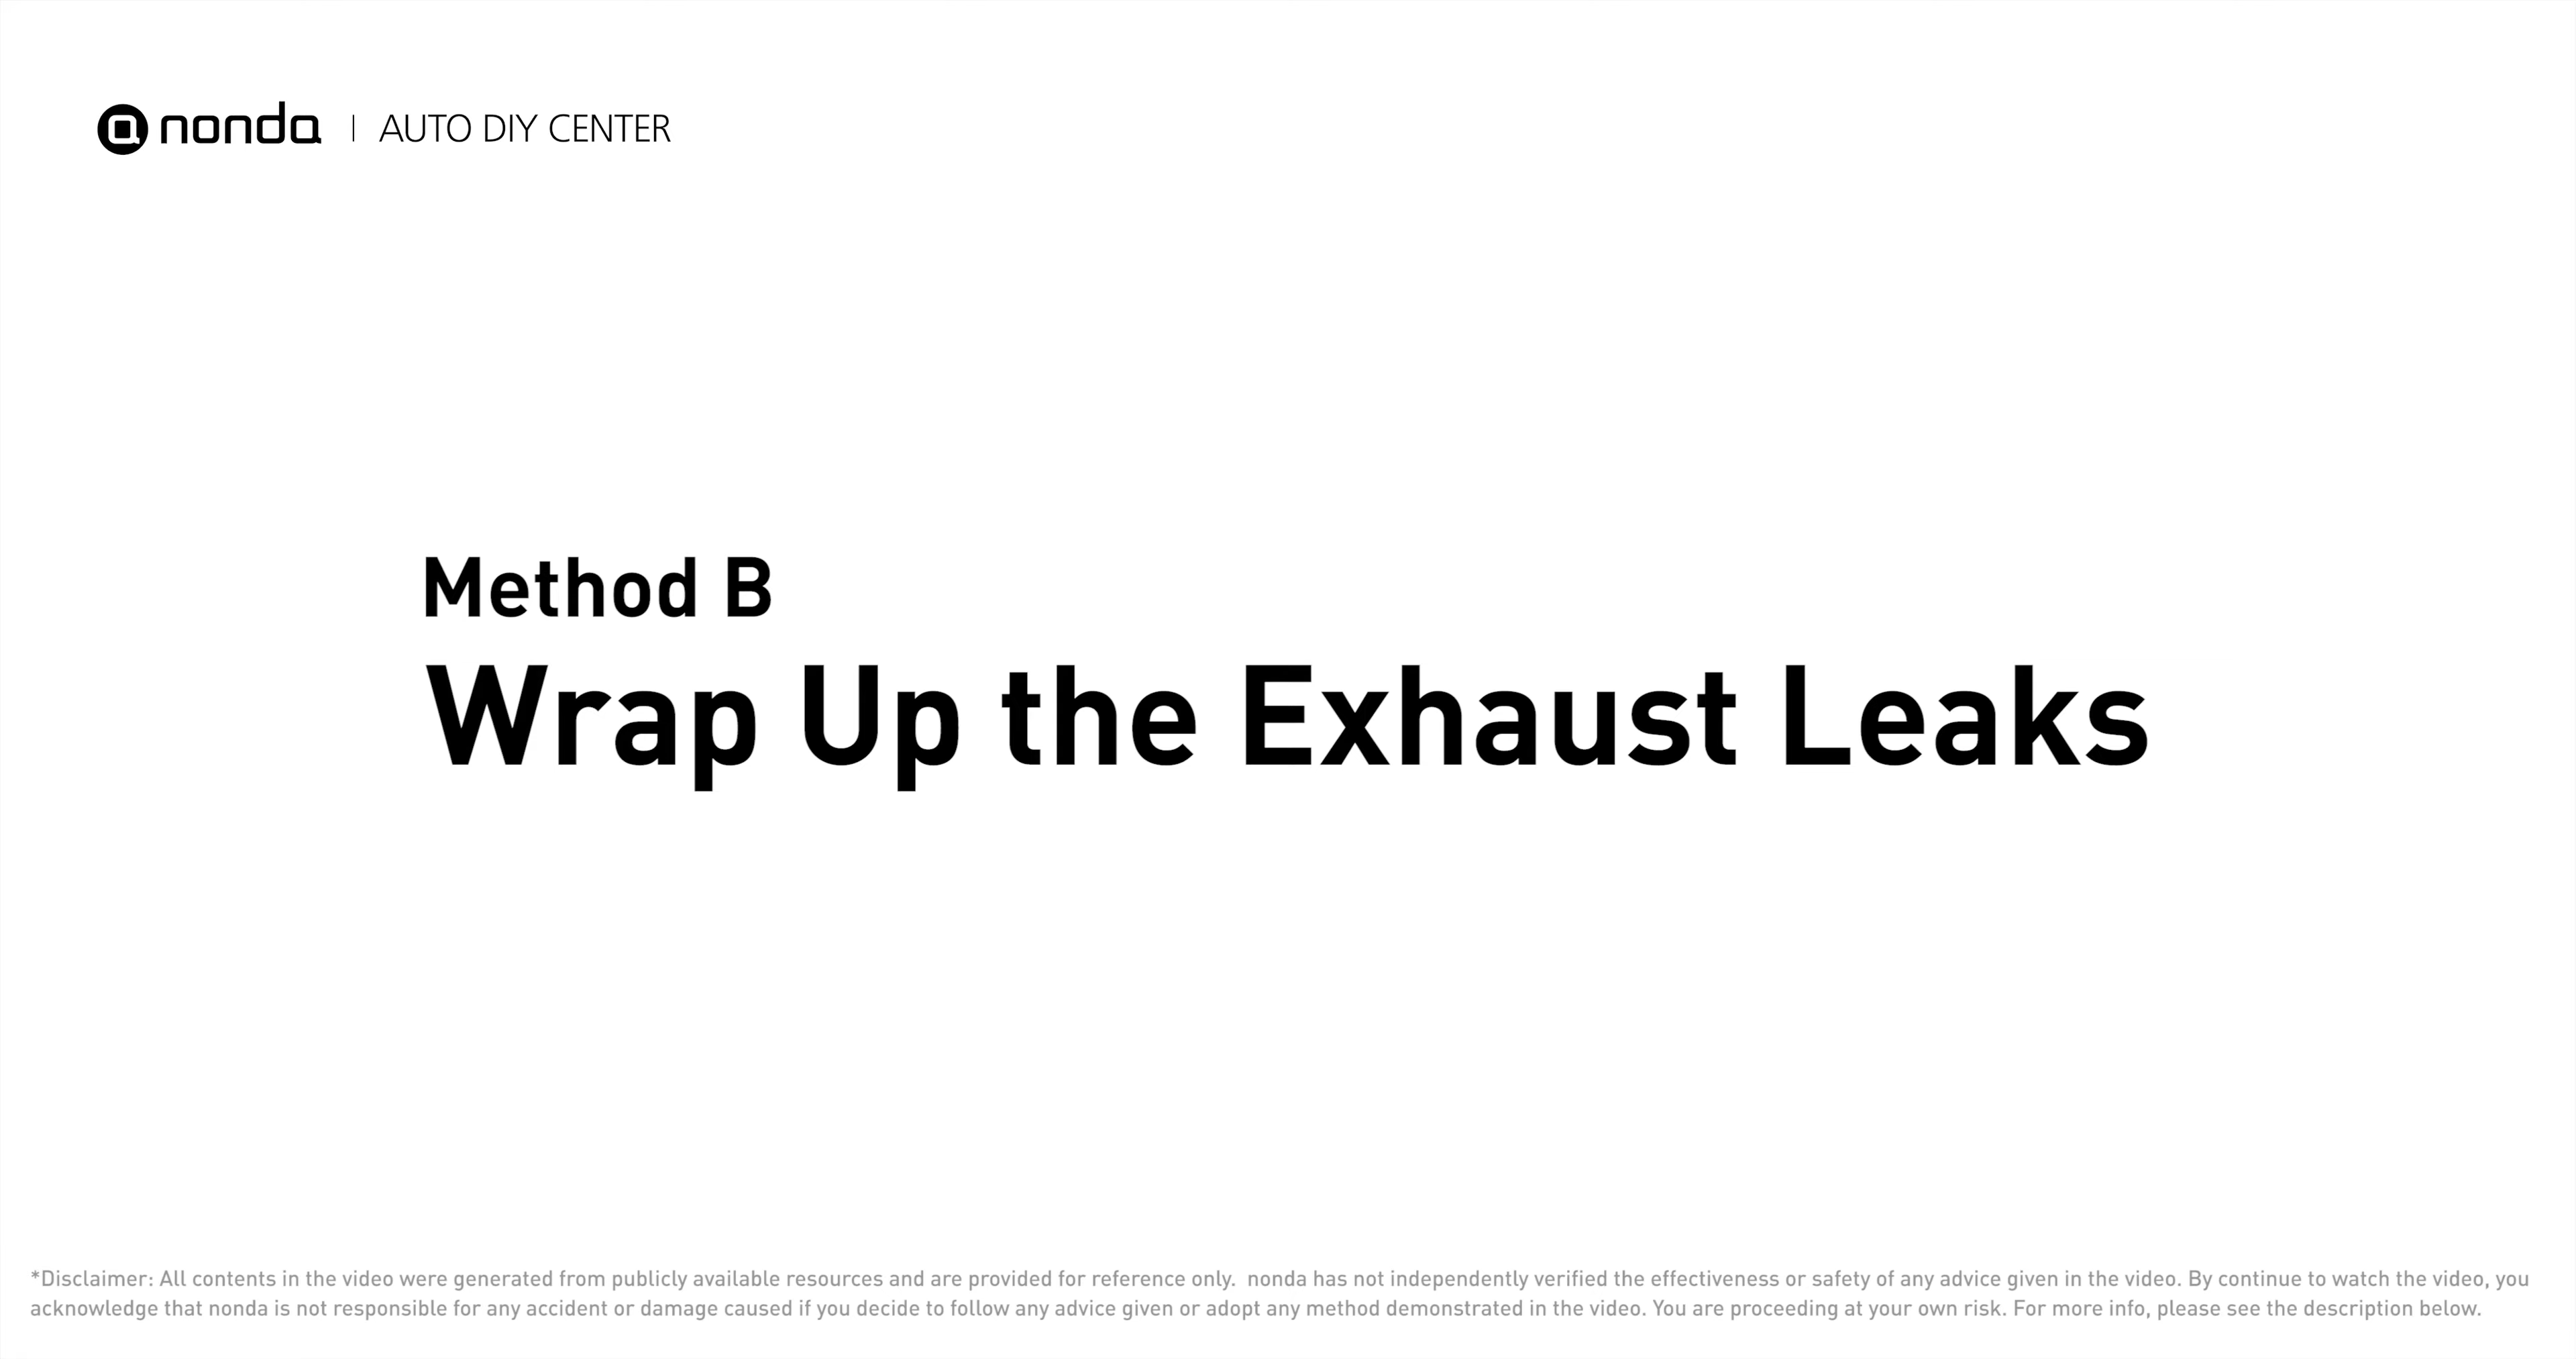 nonda | AUTO DIY CENTER
Method B
Wrap Up the Exhaust Leaks
*Disclaimer: All contents in the video were generated from publicly available resources and are provided for reference only.  nonda has not independently verified the effectiveness or safety of any advice given in the video. By continue to watch the video, you
acknowledge that nonda is not responsible for any accident or damage caused if you decide to follow any advice given or adopt any method demonstrated in the video. You are proceeding at your own risk. For more info, please see the description below.